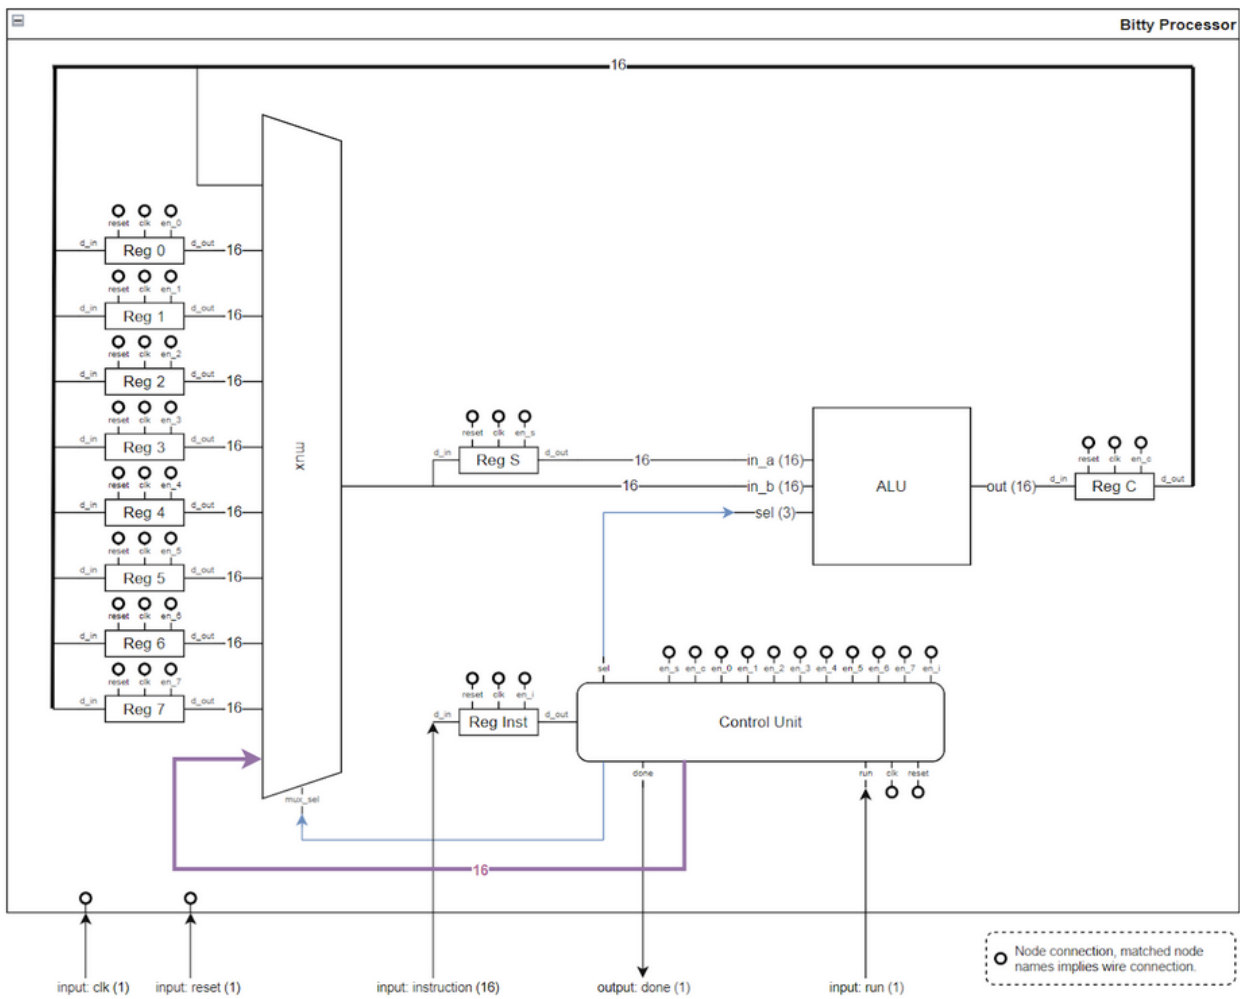 Bitty Processor
16
reset clk en_0
d_in Reg 0 d_out 16
reset clk en_1
d_in Reg 1 d_out 16
reset clk en_2
d_in Reg 2 d_out 16
reset clk en_3
d_in Reg 3 d_out 16
reset clk en_4
d_in Reg 4 d_out 16
reset clk en_5
d_in Reg 5 d_out 16
reset clk en_6
d_in Reg 6 d_out 16
reset clk en_7
d_in Reg 7 d_out 16
mux
mux_sel
reset clk en_s
d_in Reg S d_out 16
16
in_a (16)
in_b (16)
sel (3)
ALU
out (16)
reset clk en_c
d_in Reg C d_out
reset clk en_i
d_in Reg Inst d_out
sel en_s en_c en_0 en_1 en_2 en_3 en_4 en_5 en_6 en_7 en_i
Control Unit
done run clk reset
16
input: clk (1)
input: reset (1)
input: instruction (16)
output: done (1)
input: run (1)
Node connection, matched node
names implies wire connection.